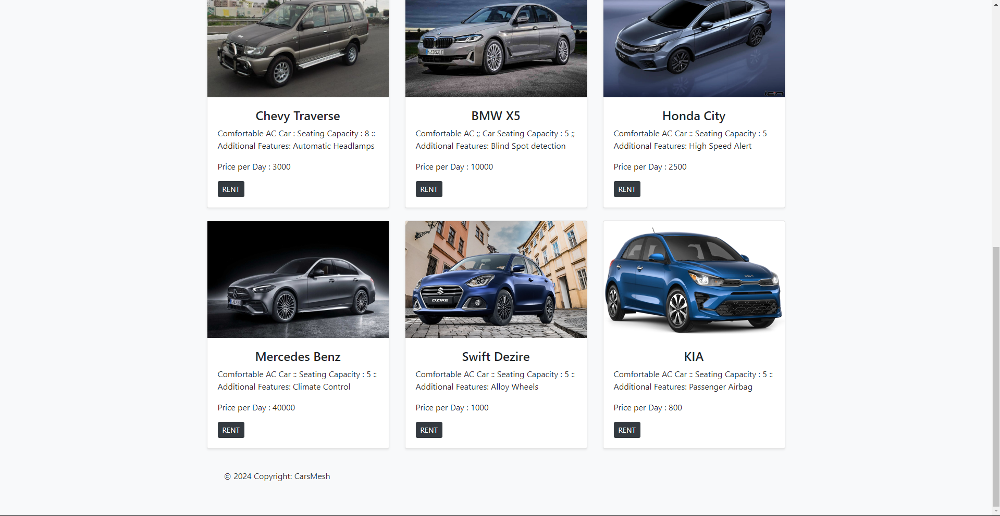 M·ED531E
CITY
icn
Chevy Traverse
Comfortable AC Car : Seating Capacity : 8 ::
Additional Features: Automatic Headlamps
Price per Day : 3000
RENT
BMW X5
Comfortable AC ;; Car Seating Capacity : 5 ;;
Additional Features: Blind Spot detection
Price per Day : 10000
RENT
Honda City
Comfortable AC Car :: Seating Capacity : 5
Additional Features: High Speed Alert
Price per Day : 2500
RENT
DZIRE
KIA
Mercedes Benz
Comfortable AC Car :: Seating Capacity : 5 ::
Additional Features: Climate Control
Price per Day : 40000
RENT
Swift Dezire
Comfortable AC Car :: Seating Capacity : 5 ::
Additional Features: Alloy Wheels
Price per Day : 1000
RENT
KIA
Comfortable AC Car :: Seating Capacity : 5 ::
Additional Features: Passenger Airbag
Price per Day : 800
RENT
© 2024 Copyright: CarsMesh